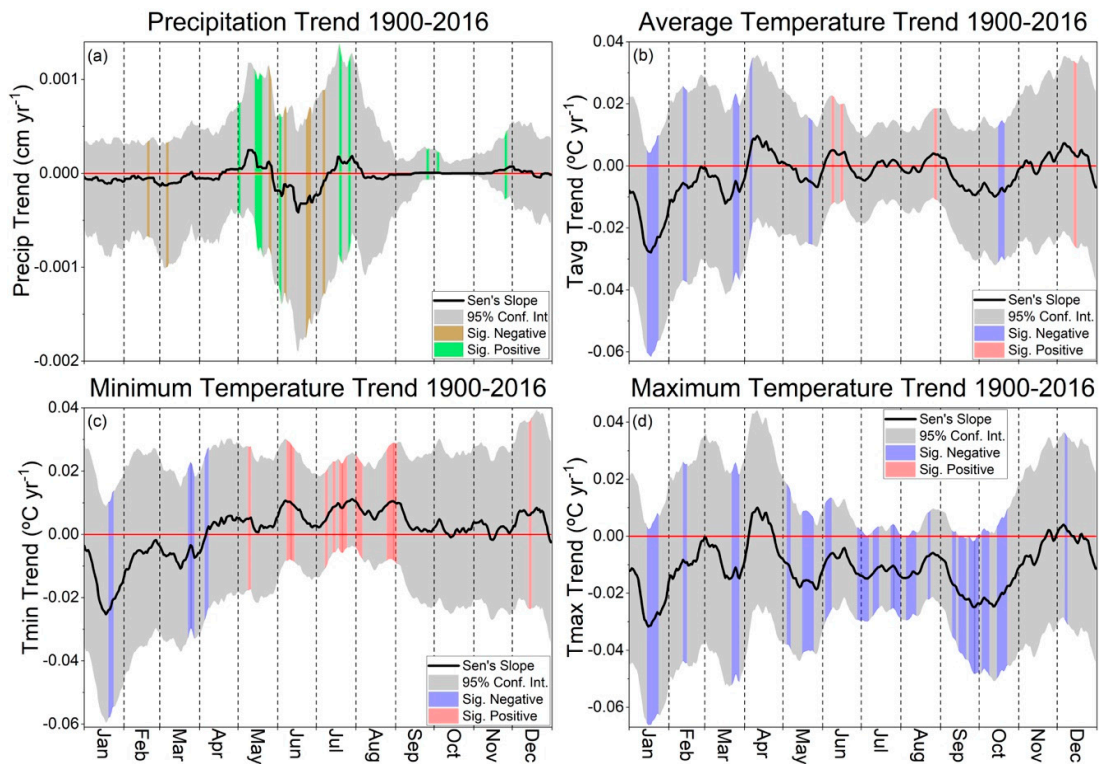 Precipitation Trend 1900-2016
(a)
Precip Trend (cm yr⁻¹)
0.001
0.000
-0.001
-0.002
Sen's Slope
95% Conf. Int
Sig. Negative
Sig. Positive
Average Temperature Trend 1900-2016
(b)
Tavg Trend (ºC yr⁻¹)
0.04
0.02
0.00
-0.02
-0.04
-0.06
Sen's Slope
95% Conf. Int.
Sig. Negative
Sig. Positive
Minimum Temperature Trend 1900-2016
(c)
Tmin Trend (ºC yr⁻¹)
0.04
0.02
0.00
-0.02
-0.04
-0.06
Sen's Slope
95% Conf. Int.
Sig. Negative
Sig. Positive
Jan
Feb
Mar
Apr
May
Jun
Jul
Aug
Sep
Oct
Nov
Dec
Maximum Temperature Trend 1900-2016
(d)
Tmax Trend (ºC yr⁻¹)
0.04
0.02
0.00
-0.02
-0.04
-0.06
Sen's Slope
95% Conf. Int.
Sig. Negative
Sig. Positive
Jan
Feb
Mar
Apr
May
Jun
Jul
Aug
Sep
Oct
Nov
Dec